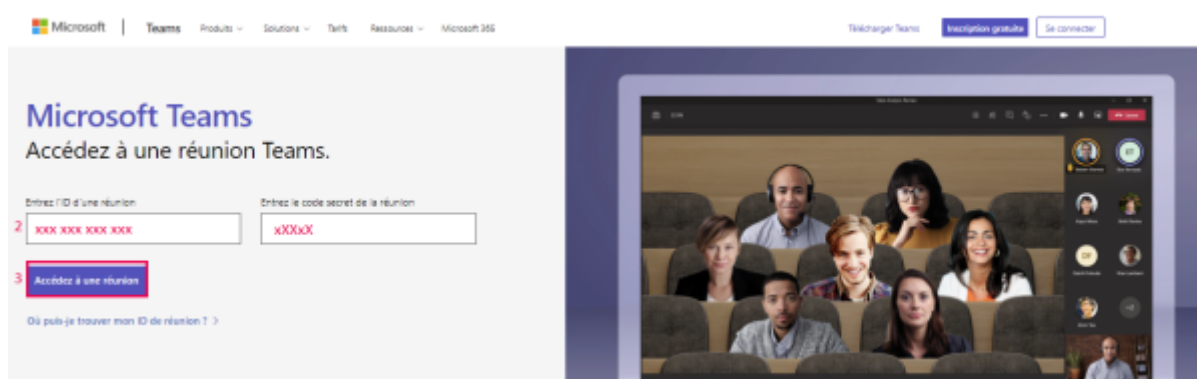 Microsoft | Teams Produits Solutions Tarifs Ressources Microsoft 365 Télécharger Teams Inscription gratuite Se connecter
Microsoft Teams
Accédez à une réunion Teams.
Entrez l'ID d'une réunion Entrez le code secret de la réunion
2 xxx xxx xxx xxx xXXxX
3 Accédez à une réunion
Où puis-je trouver mon ID de réunion ? >
ET
DF